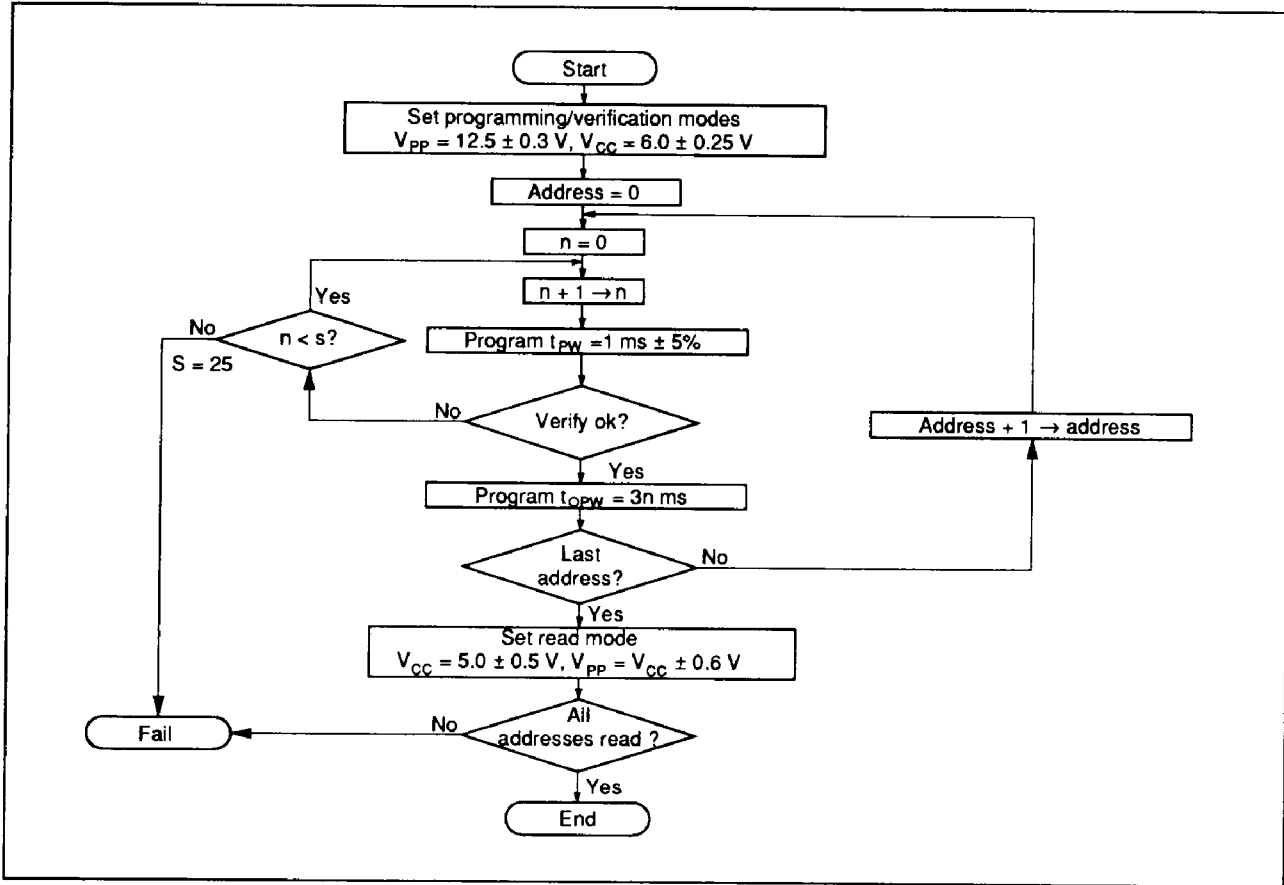 Start
Set programming/verification modes
VPP = 12.5 ± 0.3 V, VCC = 6.0 ± 0.25 V
Address = 0
n = 0
n + 1 → n
Yes
No
n < s?
S = 25
Program tPW =1 ms ± 5%
No
Verify ok?
Address + 1 → address
Yes
Program tOPW = 3n ms
Last
address?
No
Yes
Set read mode
VCC = 5.0 ± 0.5 V, VPP = VCC ± 0.6 V
All
addresses read ?
No
Fail
Yes
End